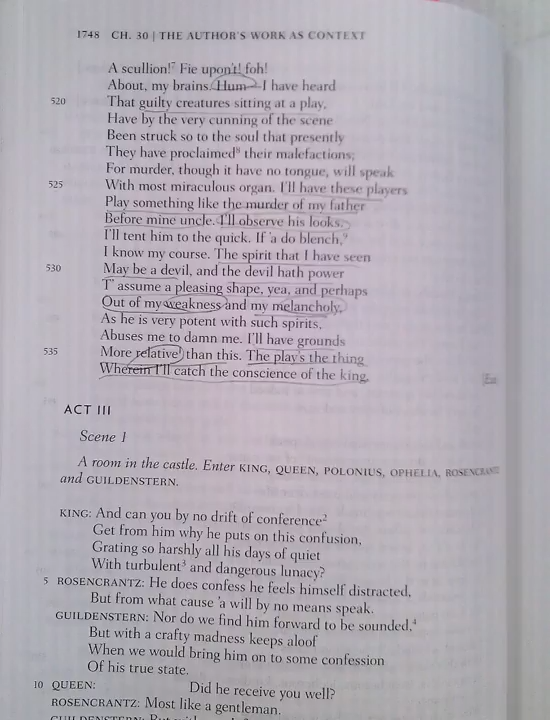 1748 CH. 30 | THE AUTHOR'S WORK AS CONTEXT
A scullion!⁷ Fie upon't! foh!
About, my brains. Hum—I have heard
520 That guilty creatures sitting at a play,
Have by the very cunning of the scene
Been struck so to the soul that presently
They have proclaimed⁸ their malefactions;
For murder, though it have no tongue, will speak
525 With most miraculous organ. I'll have these players
Play something like the murder of my father
Before mine uncle. I'll observe his looks.
I'll tent him to the quick. If 'a do blench,⁹
I know my course. The spirit that I have seen
530 May be a devil, and the devil hath power
T' assume a pleasing shape, yea, and perhaps
Out of my weakness and my melancholy,
As he is very potent with such spirits,
Abuses me to damn me. I'll have grounds
535 More relative¹ than this. The play's the thing
Wherein I'll catch the conscience of the king.
ACT III
Scene 1
A room in the castle. Enter KING, QUEEN, POLONIUS, OPHELIA, ROSENCRANTZ
and GUILDENSTERN.
KING: And can you by no drift of conference²
Get from him why he puts on this confusion,
Grating so harshly all his days of quiet
With turbulent³ and dangerous lunacy?
5 ROSENCRANTZ: He does confess he feels himself distracted,
But from what cause 'a will by no means speak.
GUILDENSTERN: Nor do we find him forward to be sounded,⁴
But with a crafty madness keeps aloof
When we would bring him on to some confession
Of his true state.
10 QUEEN: Did he receive you well?
ROSENCRANTZ: Most like a gentleman.